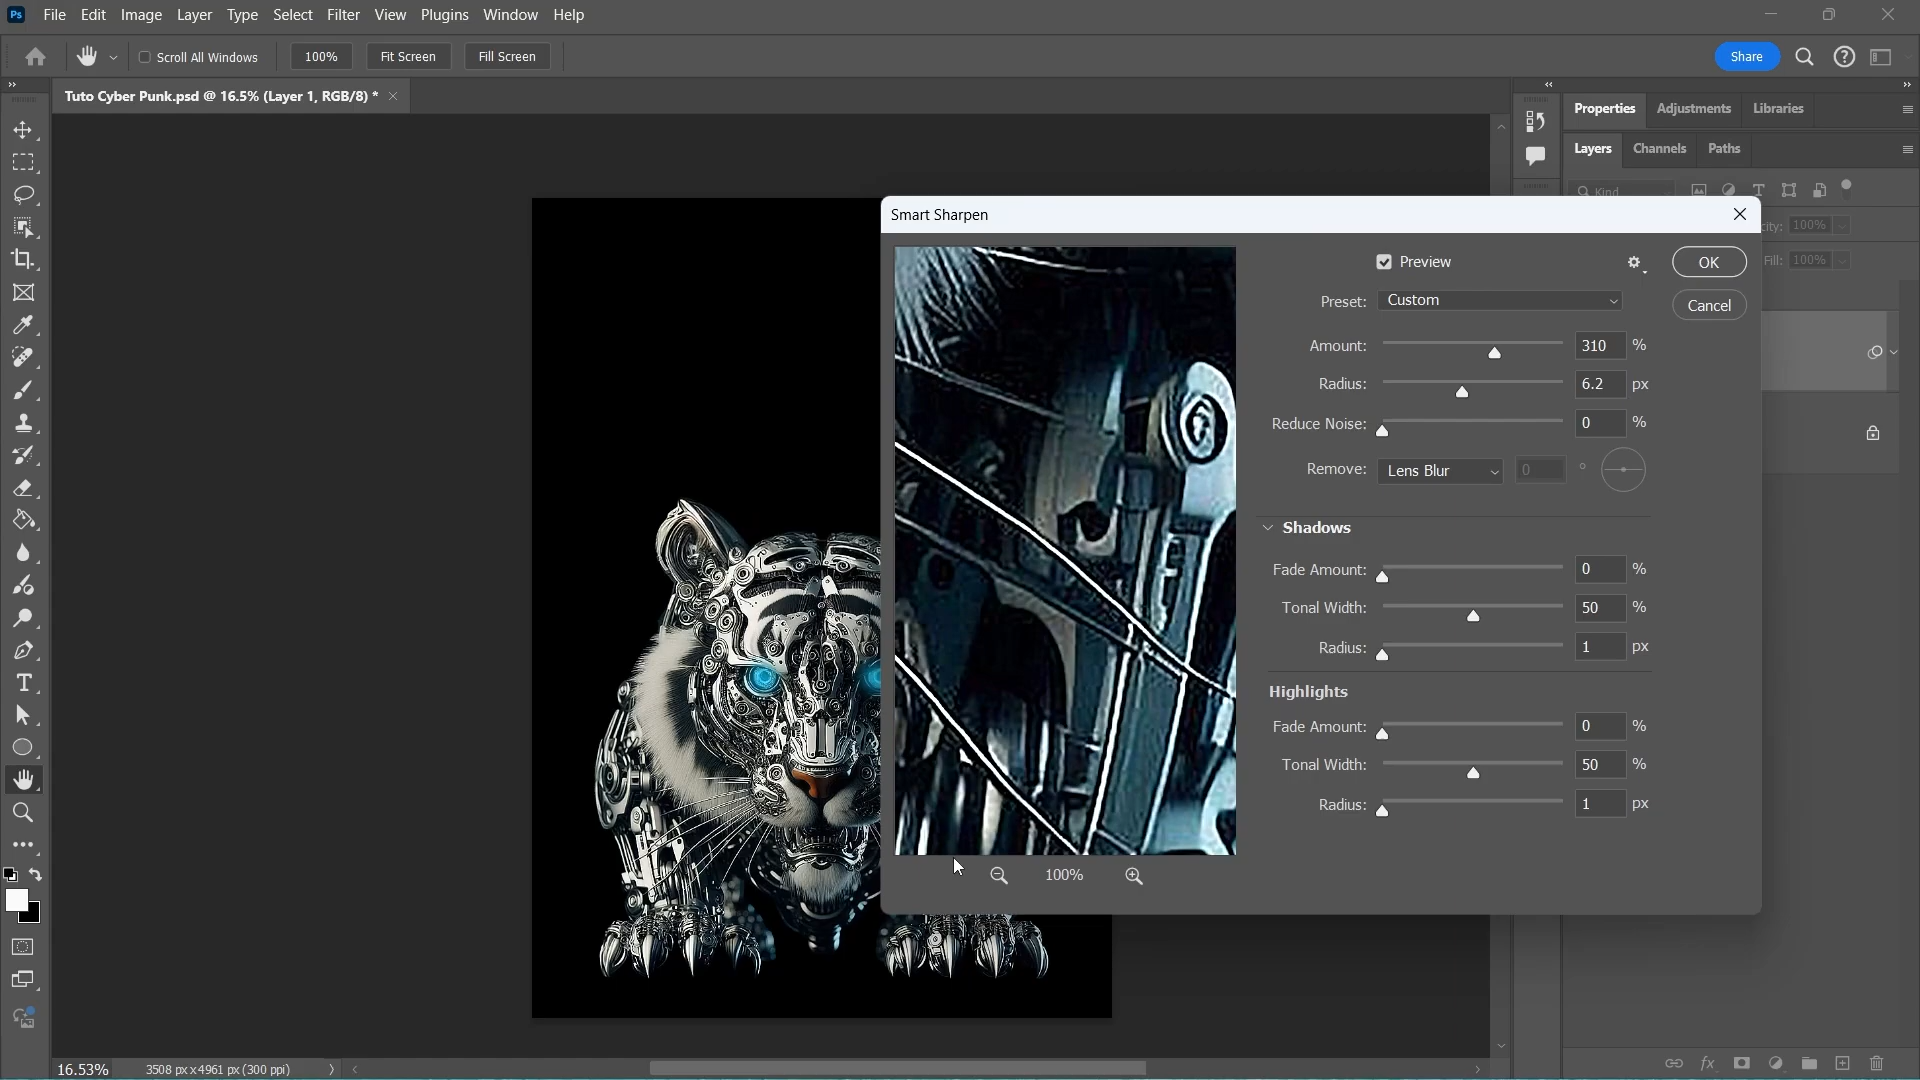 Ps File Edit Image Layer Type Select Filter View Plugins Window Help
Scroll All Windows 100% Fit Screen Fill Screen Share
Tuto Cyber Punk.psd @ 16.5% (Layer 1, RGB/8) *
Properties Adjustments Libraries
Layers Channels Paths
Kind
Smart Sharpen
Preview OK
Preset: Custom Cancel
Amount: 310 %
Radius: 6.2 px
Reduce Noise: 0 %
Remove: Lens Blur 0 °
Shadows
Fade Amount: 0 %
Tonal Width: 50 %
Radius: 1 px
Highlights
Fade Amount: 0 %
Tonal Width: 50 %
Radius: 1 px
100%
100%
Fill: 100%
fx
16.53% 3508 px x 4961 px (300 ppi)